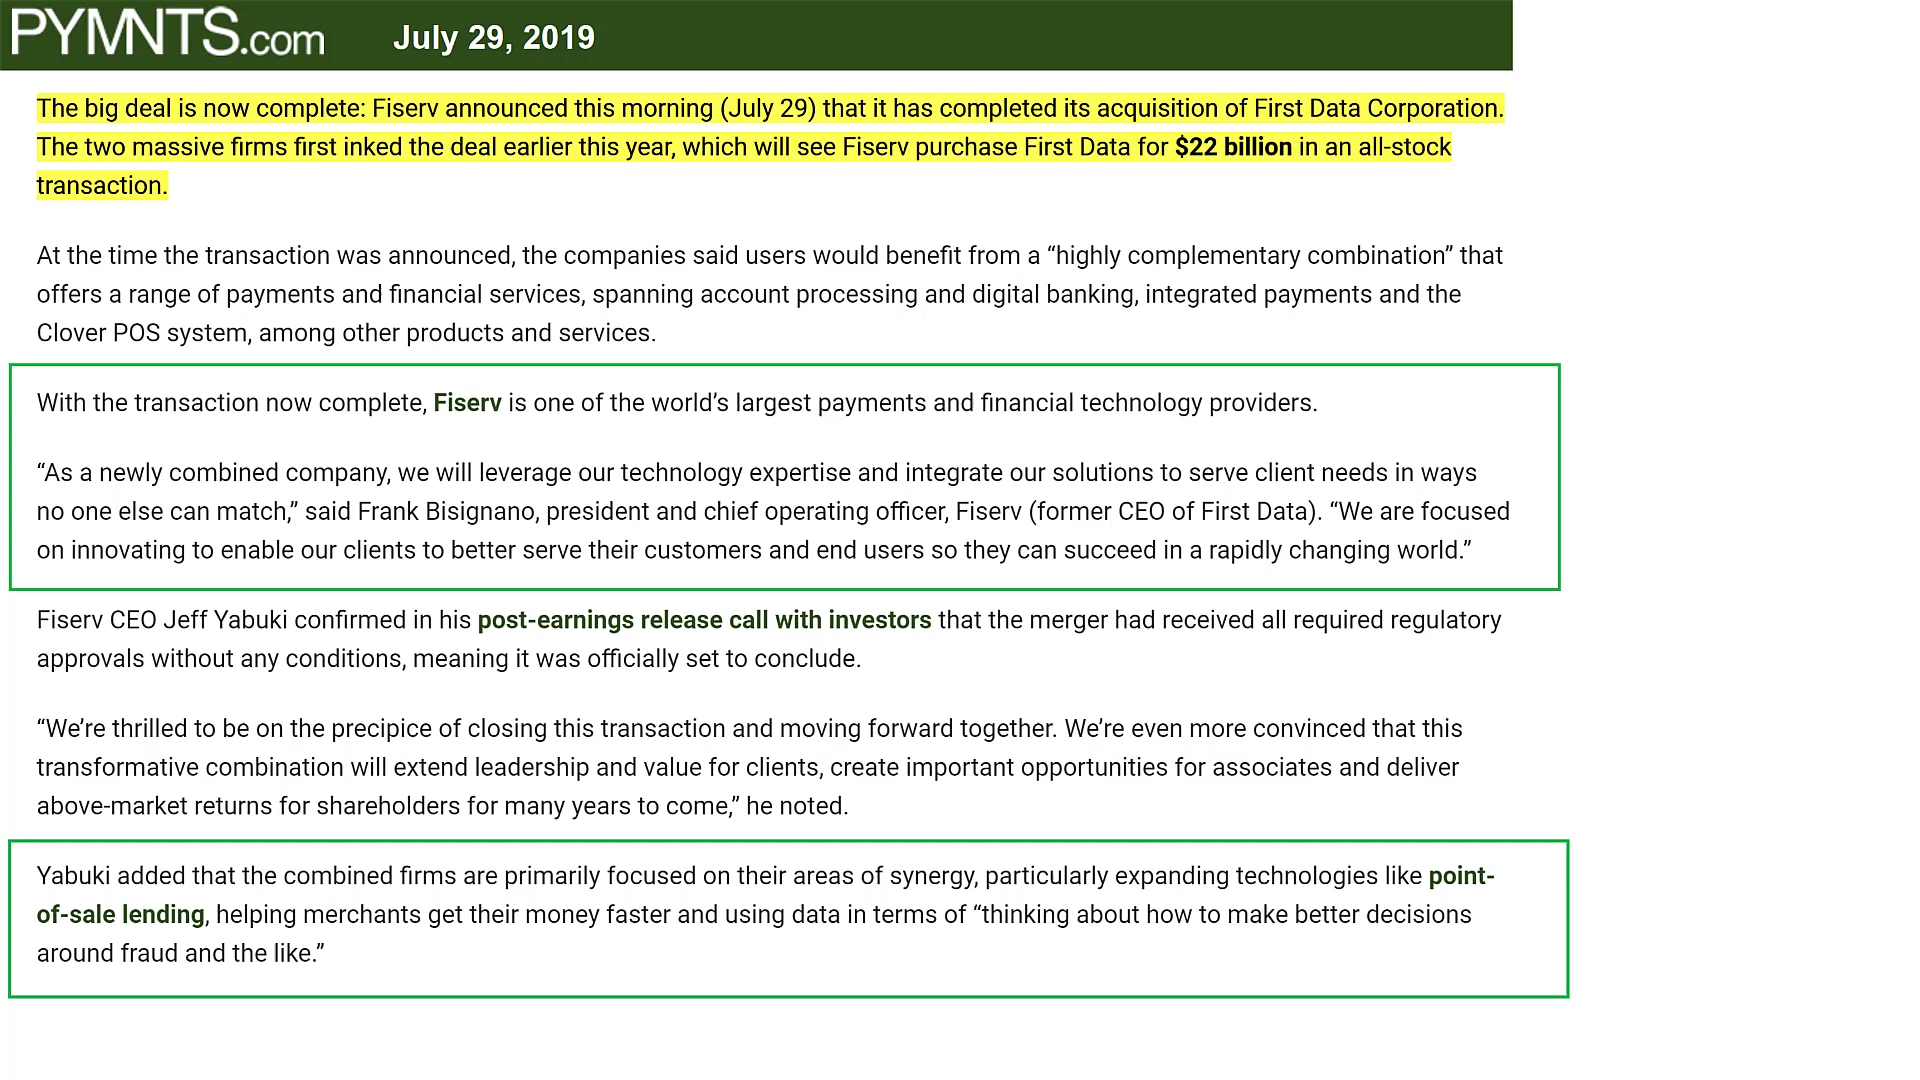 PYMNTS.com July 29, 2019
The big deal is now complete: Fiserv announced this morning (July 29) that it has completed its acquisition of First Data Corporation.
The two massive firms first inked the deal earlier this year, which will see Fiserv purchase First Data for $22 billion in an all-stock
transaction.
At the time the transaction was announced, the companies said users would benefit from a “highly complementary combination” that
offers a range of payments and financial services, spanning account processing and digital banking, integrated payments and the
Clover POS system, among other products and services.
With the transaction now complete, Fiserv is one of the world’s largest payments and financial technology providers.
“As a newly combined company, we will leverage our technology expertise and integrate our solutions to serve client needs in ways
no one else can match,” said Frank Bisignano, president and chief operating officer, Fiserv (former CEO of First Data). “We are focused
on innovating to enable our clients to better serve their customers and end users so they can succeed in a rapidly changing world.”
Fiserv CEO Jeff Yabuki confirmed in his post-earnings release call with investors that the merger had received all required regulatory
approvals without any conditions, meaning it was officially set to conclude.
“We’re thrilled to be on the precipice of closing this transaction and moving forward together. We’re even more convinced that this
transformative combination will extend leadership and value for clients, create important opportunities for associates and deliver
above-market returns for shareholders for many years to come,” he noted.
Yabuki added that the combined firms are primarily focused on their areas of synergy, particularly expanding technologies like point-
of-sale lending, helping merchants get their money faster and using data in terms of “thinking about how to make better decisions
around fraud and the like.”